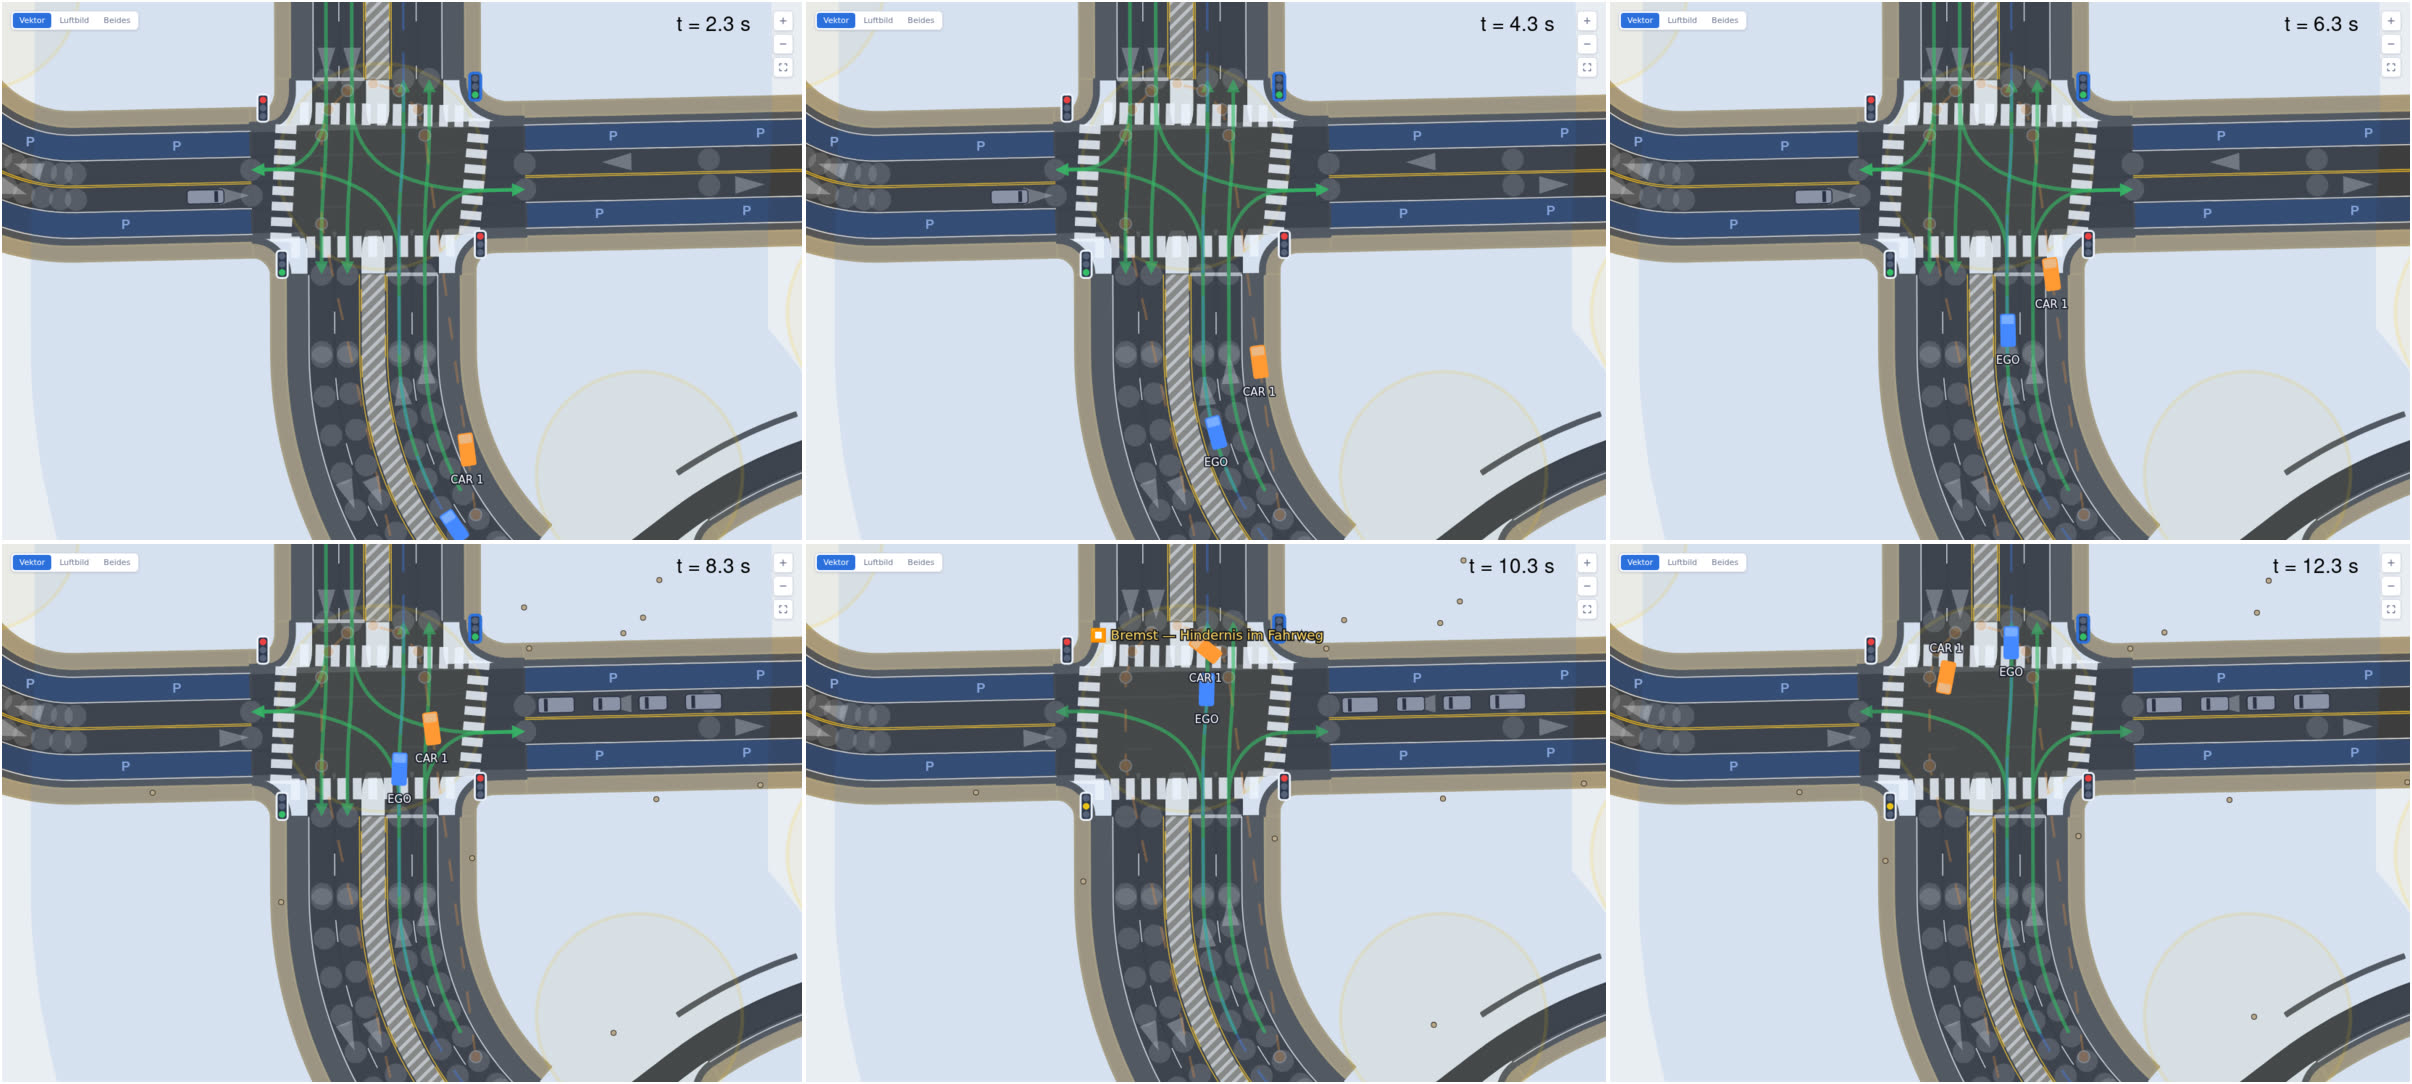 Vektor Luftbild Beides
t = 2.3 s
+
−
P
P
P
P
P
P
P
CAR 1
EGO
Vektor Luftbild Beides
t = 4.3 s
+
−
P
P
P
P
P
P
P
CAR 1
EGO
Vektor Luftbild Beides
t = 6.3 s
+
−
P
P
P
P
P
P
P
CAR 1
EGO
Vektor Luftbild Beides
t = 8.3 s
+
−
P
P
P
P
P
P
P
CAR 1
EGO
Vektor Luftbild Beides
t = 10.3 s
+
−
Bremst — Hindernis im Fahrweg
P
P
P
P
P
P
P
CAR 1
EGO
Vektor Luftbild Beides
t = 12.3 s
+
−
CAR 1
EGO
P
P
P
P
P
P
P